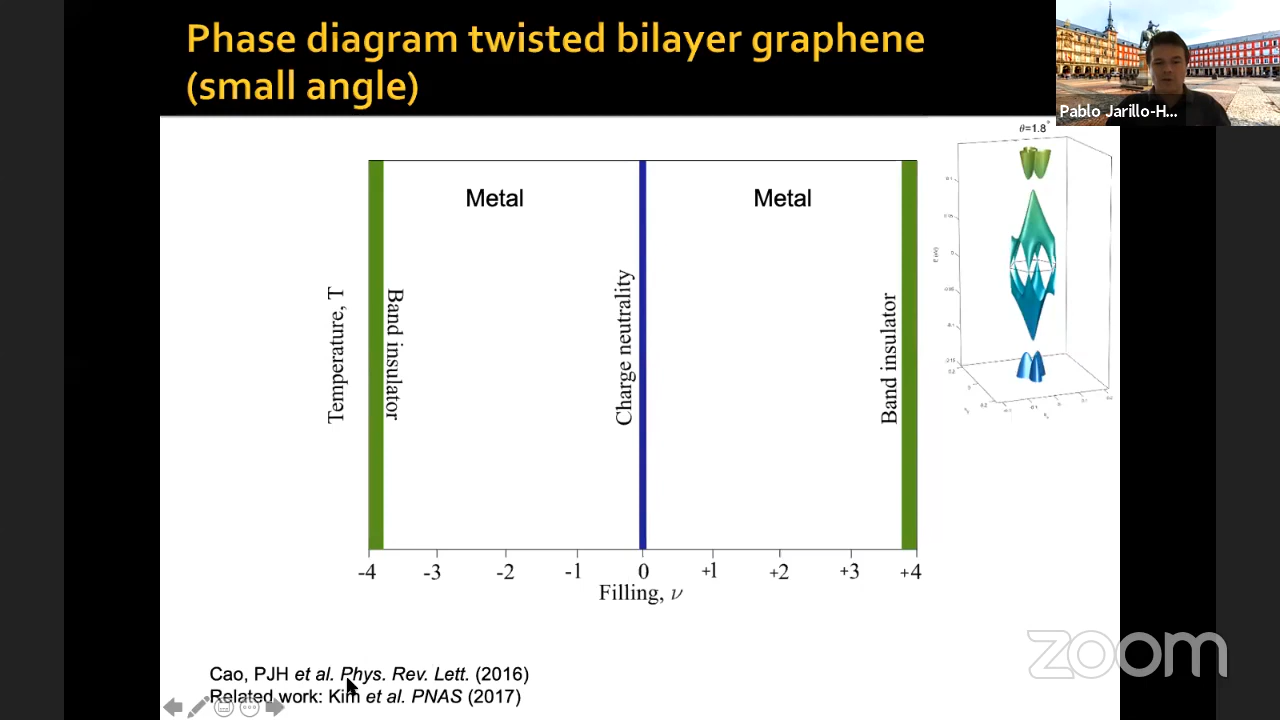 Phase diagram twisted bilayer graphene
(small angle)
Pablo Jarillo-H...
θ=1.8°
Metal
Metal
Temperature, T
Band insulator
Charge neutrality
Band insulator
-4
-3
-2
-1
0
+1
+2
+3
+4
Filling, ν
Cao, PJH et al. Phys. Rev. Lett. (2016)
Related work: Kim et al. PNAS (2017)
zoom